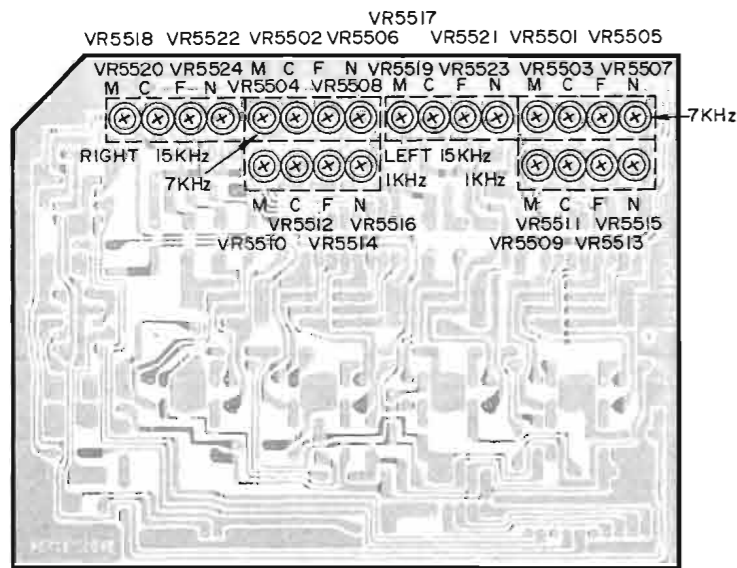 VR5517
VR5518 VR5522 VR5502 VR5506 VR5521 VR5501 VR5505
VR5520 VR5524 M C F N VR5519 VR5523 VR5503 VR5507
M C F N VR5504 VR5508 M C F N M C F N
7KHz
RIGHT 15KHz LEFT 15KHz
7KHz 1KHz 1KHz
M C F N M C F N
VR5512 VR5516 VR5511 VR5515
VR5510 VR5514 VR5509 VR5513